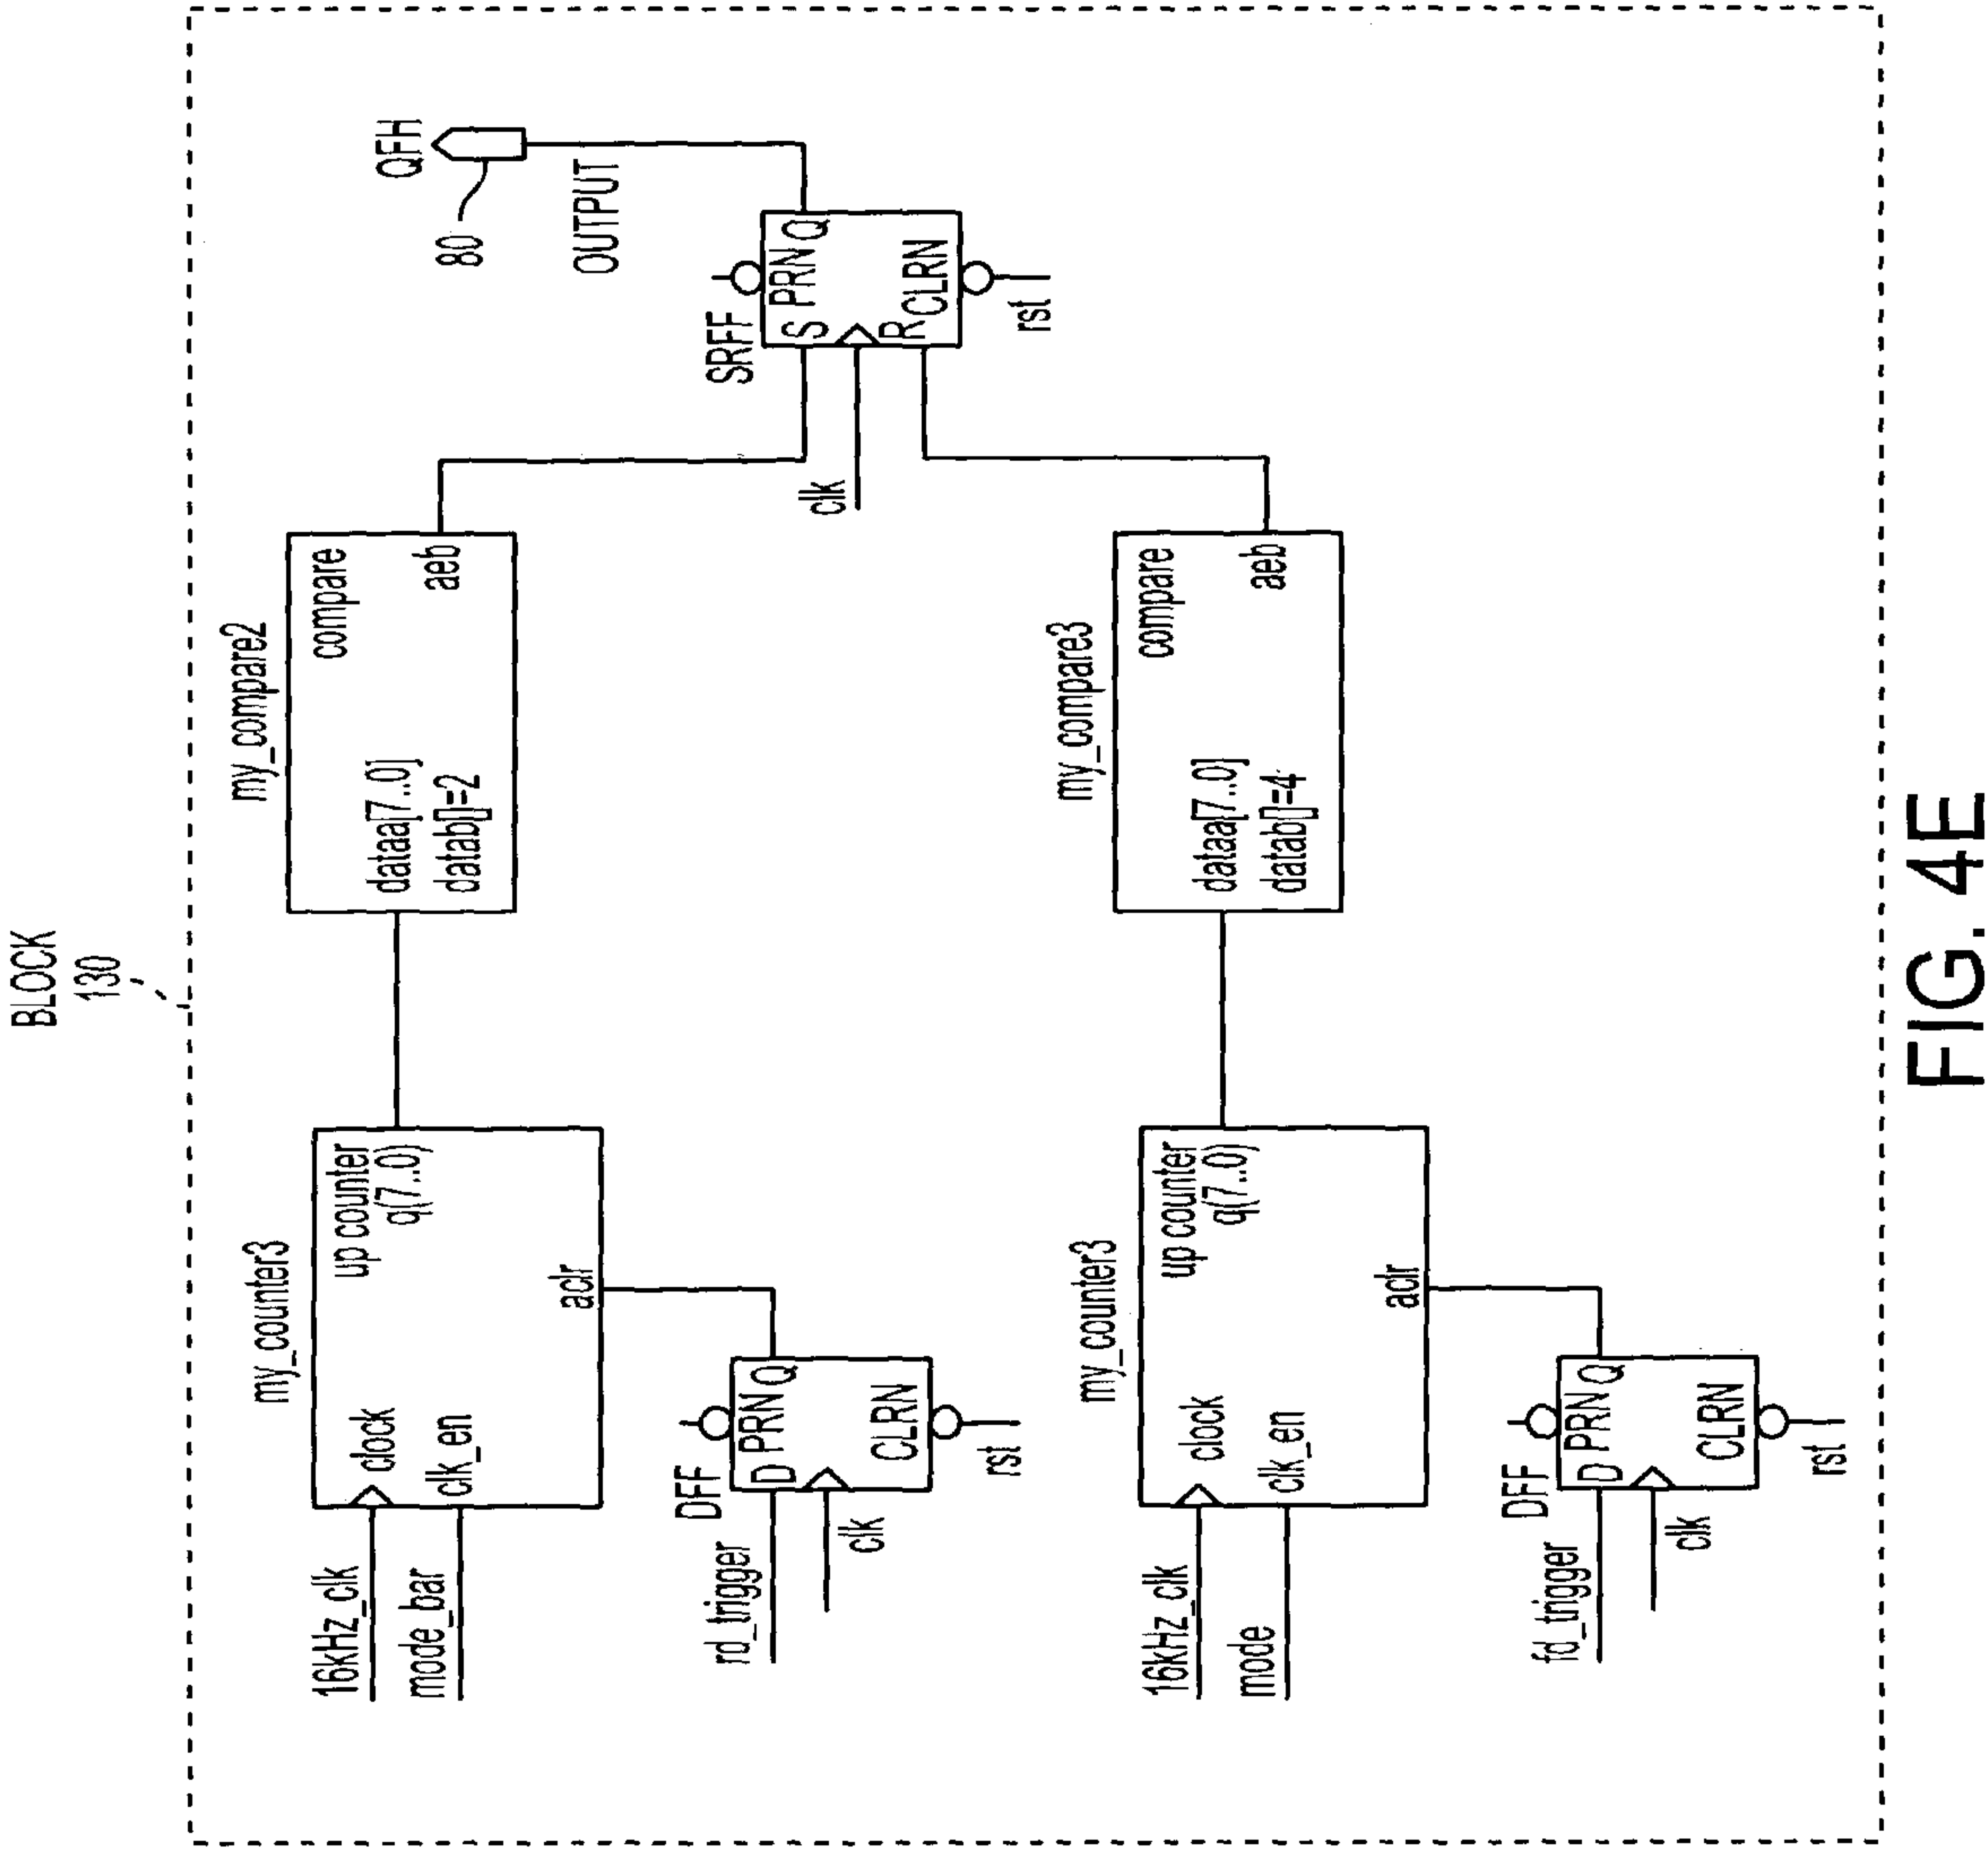 BLOCK
130
my_counter3
up counter
q(7..0)
clock
clk_en
aclr
16kHz_clk
mode_bar
DFF
D PRN Q
CLRN
rd_trigger
clk
rst
my_compare2
compare
dataa[7..0]
datab[]=2
aeb
SRFF
S PRN Q
R CLRN
clk
rst
OUTPUT
80
QFH
my_counter3
up counter
q(7..0)
clock
clk_en
aclr
16kHz_clk
mode
DFF
D PRN Q
CLRN
fd_trigger
clk
rst
my_compare3
compare
dataa[7..0]
datab[]=4
aeb
FIG. 4E